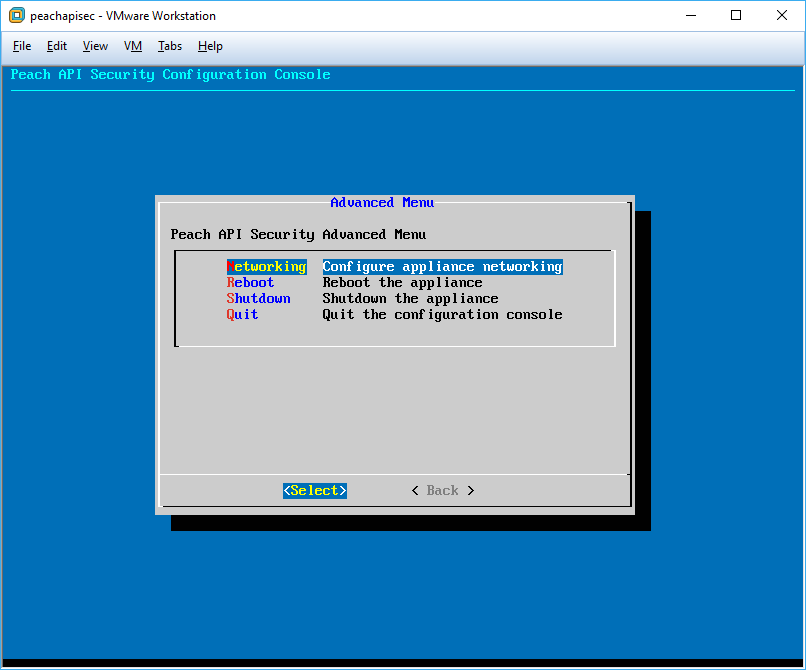 peachapisec - VMware Workstation
File Edit View VM Tabs Help
Peach API Security Configuration Console
Advanced Menu
Peach API Security Advanced Menu
Networking Configure appliance networking
Reboot Reboot the appliance
Shutdown Shutdown the appliance
Quit Quit the configuration console
<Select> < Back >